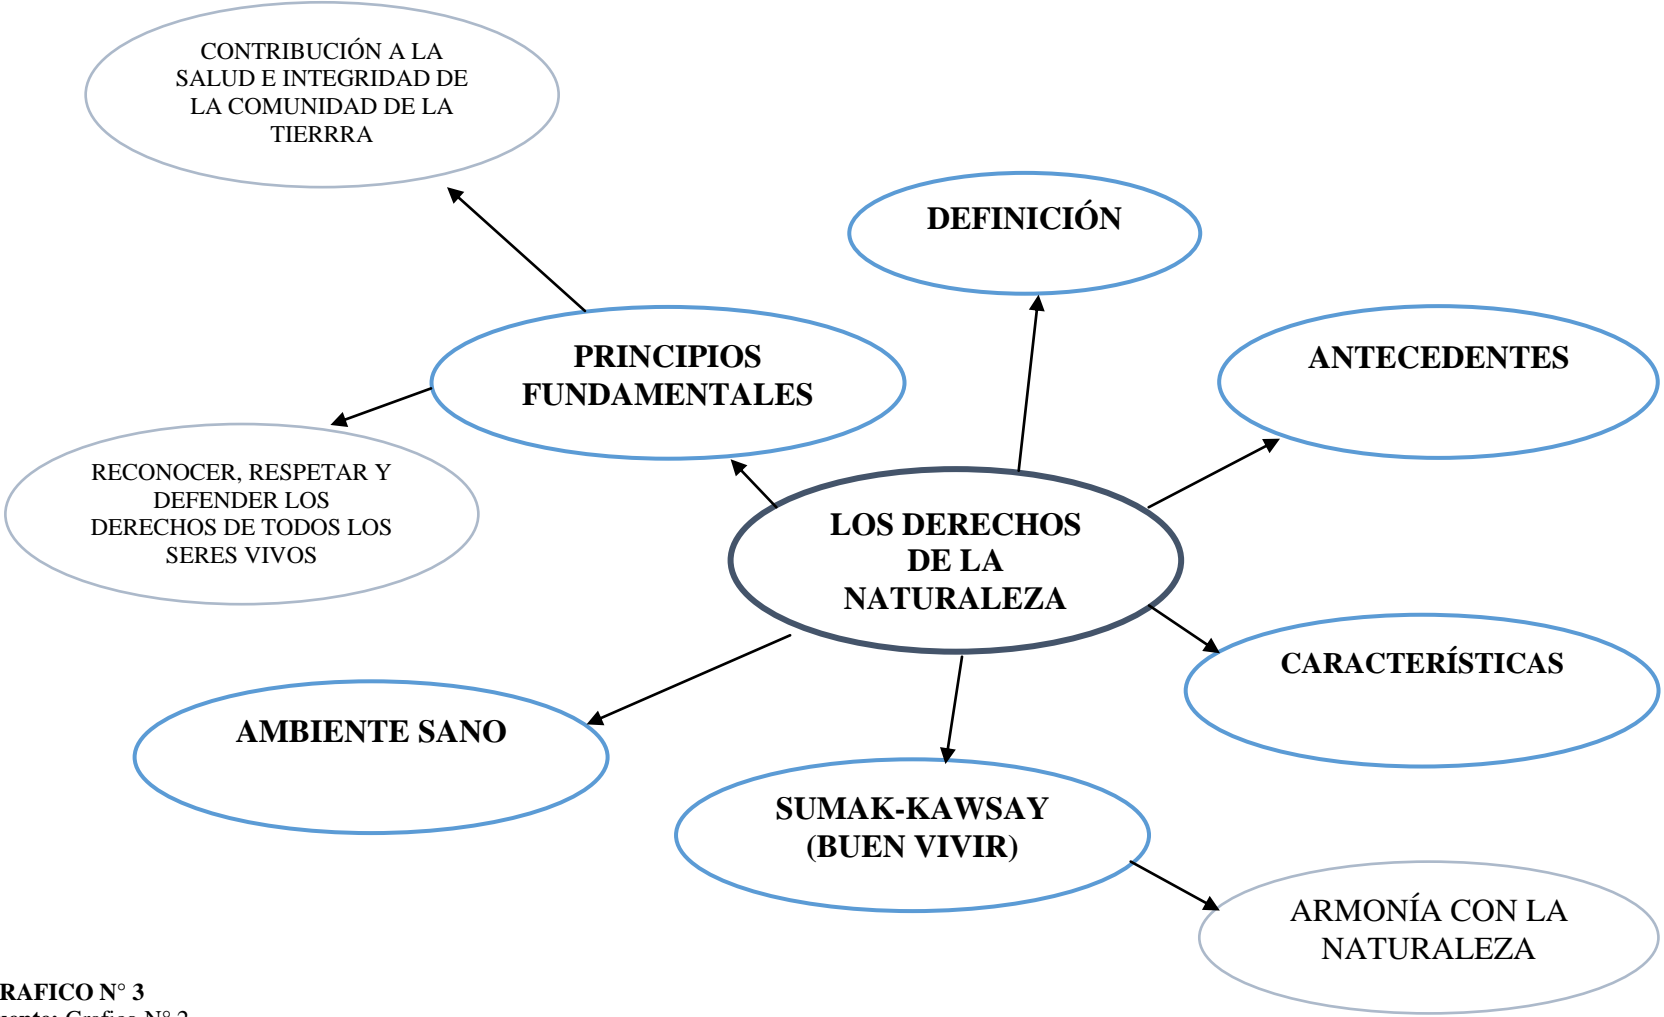 CONTRIBUCIÓN A LA
SALUD E INTEGRIDAD DE
LA COMUNIDAD DE LA
TIERRRA
DEFINICIÓN
PRINCIPIOS
FUNDAMENTALES
ANTECEDENTES
RECONOCER, RESPETAR Y
DEFENDER LOS
DERECHOS DE TODOS LOS
SERES VIVOS
LOS DERECHOS
DE LA
NATURALEZA
CARACTERÍSTICAS
AMBIENTE SANO
SUMAK-KAWSAY
(BUEN VIVIR)
ARMONÍA CON LA
NATURALEZA
RAFICO N° 3